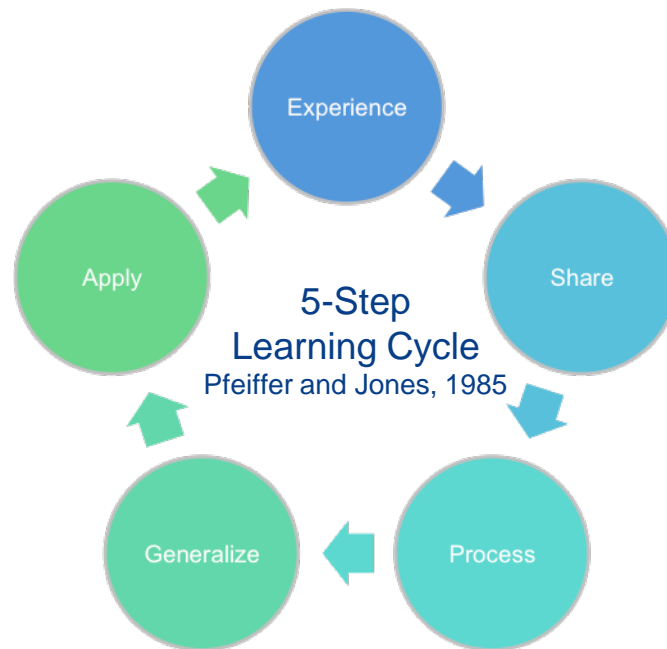 Experience
Share
Process
Generalize
Apply
5-Step
Learning Cycle
Pfeiffer and Jones, 1985